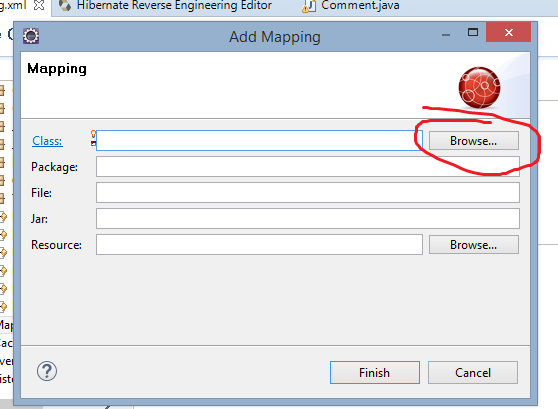 g.xml
Hibernate Reverse Engineering Editor
Comment.java
Add Mapping
Mapping
Class:
Browse...
Package:
File:
Jar:
Resource:
Browse...
Finish
Cancel